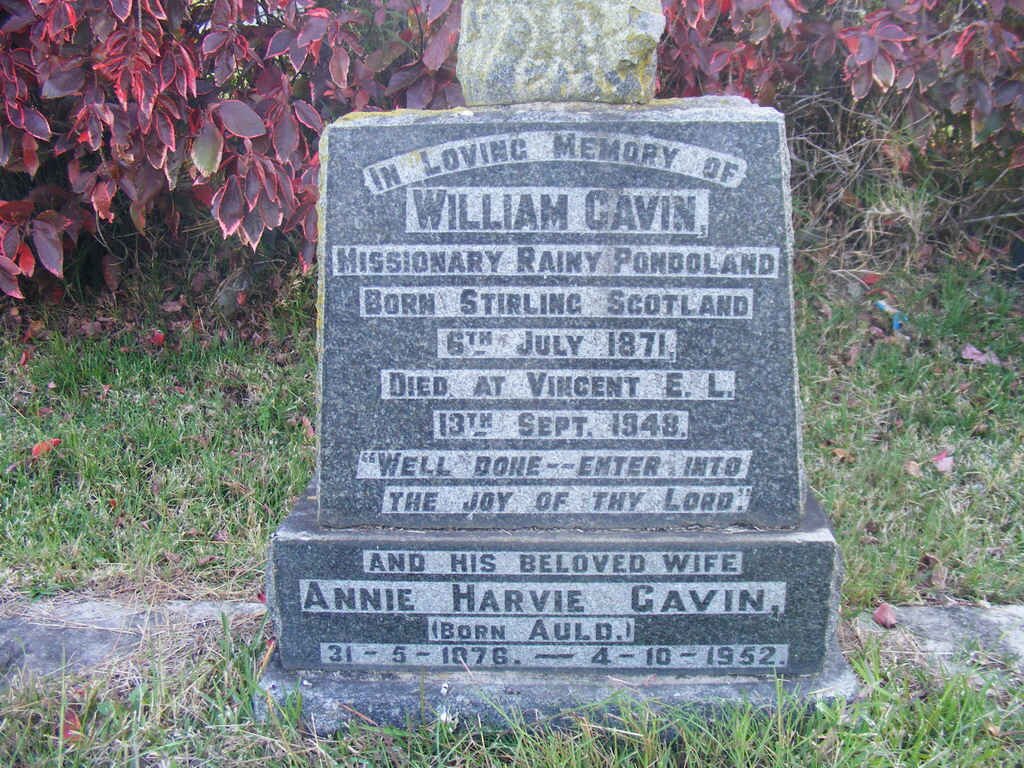 IN LOVING MEMORY OF
WILLIAM GAVIN,
MISSIONARY RAINY PONDOLAND
BORN STIRLING SCOTLAND
6TH JULY 1871.
DIED AT VINCENT E. L.
13TH SEPT. 1948.
"WELL DONE--ENTER INTO
THE JOY OF THY LORD."
AND HIS BELOVED WIFE
ANNIE HARVIE GAVIN,
(BORN AULD.)
31-5-1876. — 4-10-1952.